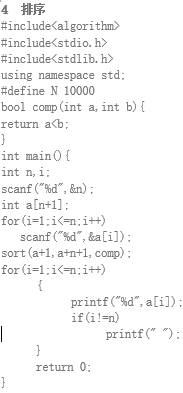 4 排序
#include<algorithm>
#include<stdio.h>
#include<stdlib.h>
using namespace std;
#define N 10000
bool comp(int a,int b){
return a<b;
}
int main(){
int n,i;
scanf("%d",&n);
int a[n+1];
for(i=1;i<=n;i++)
scanf("%d",&a[i]);
sort(a+1,a+n+1,comp);
for(i=1;i<=n;i++)
{
printf("%d",a[i]);
if(i!=n)
printf(" ");
}
return 0;
}